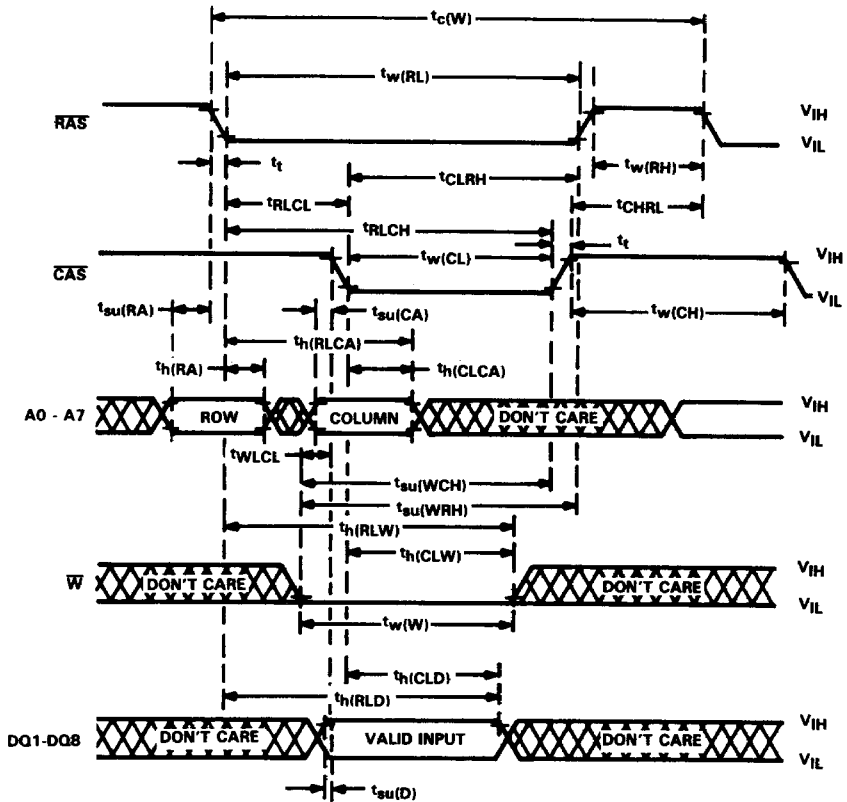 tc(W)
tw(RL)
RAS
VIH
VIL
tt
tCLRH
tw(RH)
tRLCL
tCHRL
tRLCH
tt
CAS
tw(CL)
VIH
VIL
tsu(RA)
tsu(CA)
tw(CH)
th(RLCA)
th(RA)
th(CLCA)
A0 - A7
ROW
COLUMN
DON'T CARE
VIH
VIL
tWLCL
tsu(WCH)
tsu(WRH)
th(RLW)
th(CLW)
W
DON'T CARE
DON'T CARE
VIH
VIL
tw(W)
th(CLD)
th(RLD)
DQ1-DQ8
DON'T CARE
VALID INPUT
DON'T CARE
VIH
VIL
tsu(D)